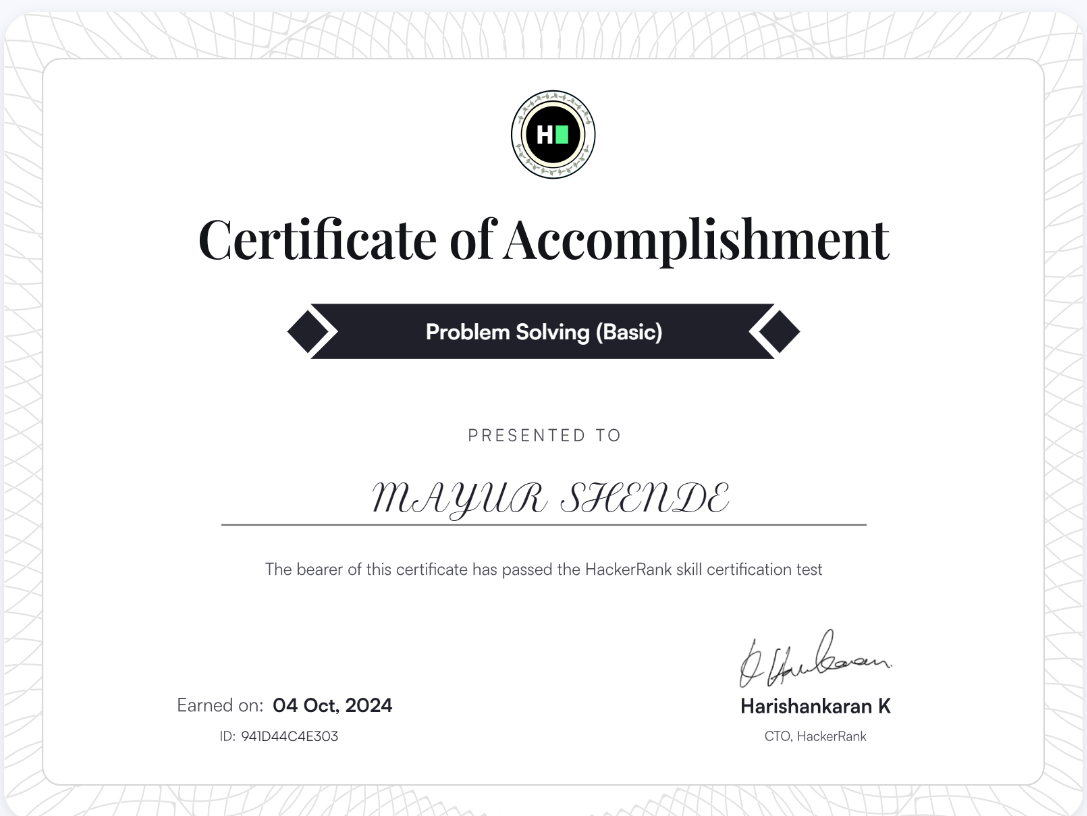 H
Certificate of Accomplishment
Problem Solving (Basic)
PRESENTED TO
MAYUR SHENDE
The bearer of this certificate has passed the HackerRank skill certification test
Earned on: 04 Oct, 2024
ID: 941D44C4E303
Harishankaran K
CTO, HackerRank